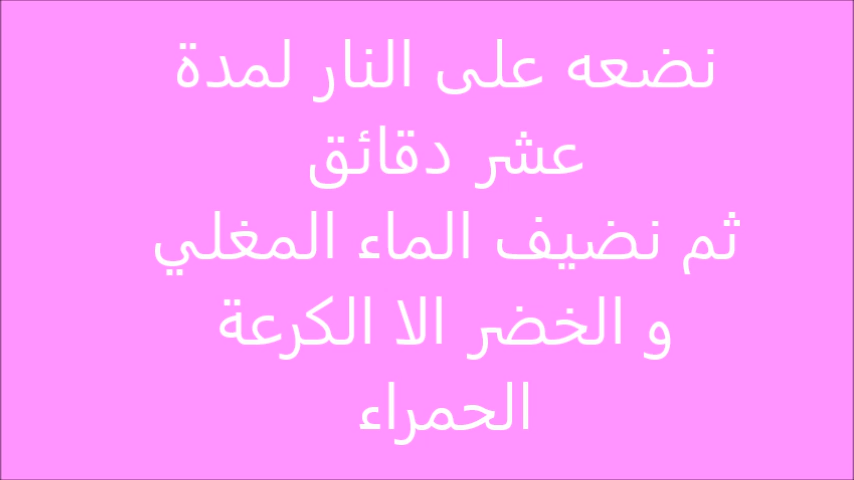 نضعه على النار لمدة
عشر دقائق
ثم نضيف الماء المغلي
و الخضر الا الكرعة
الحمراء